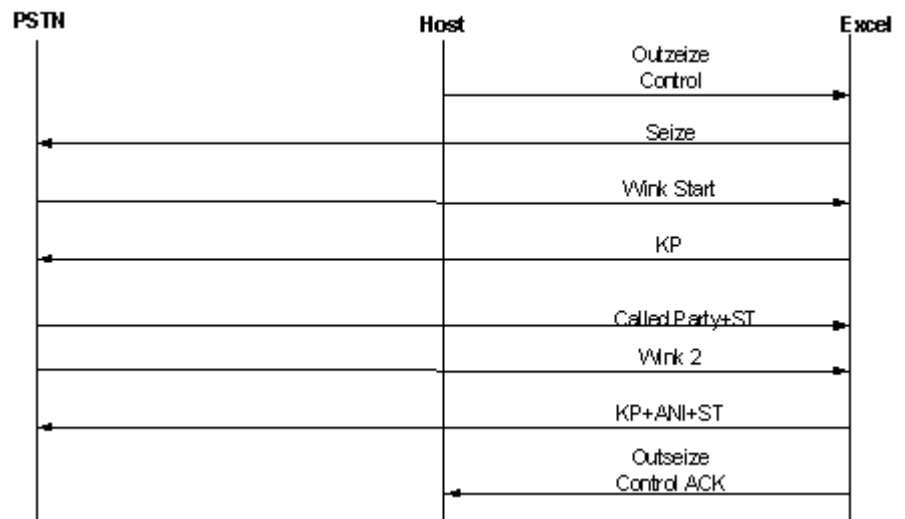 PSTN Host Excel
Outzeize
Control
Seize
Wink Start
KP
Called Party+ST
Wink 2
KP+ANI+ST
Outseize
Control ACK